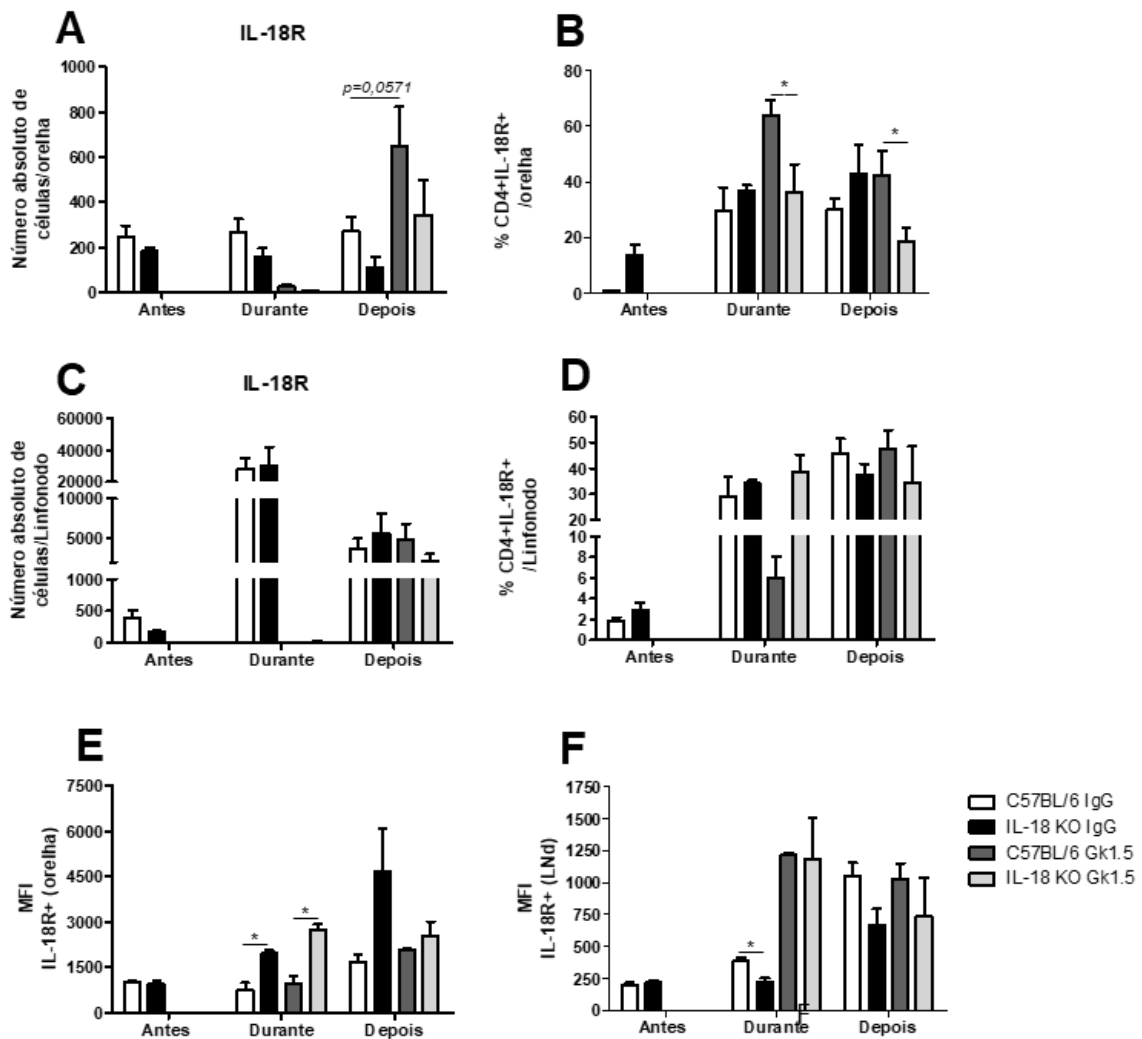 A
IL-18R
Número absoluto de
células/orelha
1000
800
600
400
200
0
p=0,0571
Antes
Durante
Depois
B
% CD4+IL-18R+
/orelha
80
60
40
20
0
*
*
Antes
Durante
Depois
C
IL-18R
Número absoluto de
células/Linfonodo
60000
40000
20000
10000
5000
1000
500
0
Antes
Durante
Depois
D
% CD4+IL-18R+
/Linfonodo
60
50
40
30
20
10
8
6
4
2
0
Antes
Durante
Depois
E
MFI
IL-18R+ (orelha)
7500
6000
4500
3000
1500
0
*
*
Antes
Durante
Depois
F
MFI
IL-18R+ (LNd)
1750
1500
1250
1000
750
500
250
0
*
Antes
Durante
F
Depois
C57BL/6 IgG
IL-18 KO IgG
C57BL/6 Gk1.5
IL-18 KO Gk1.5